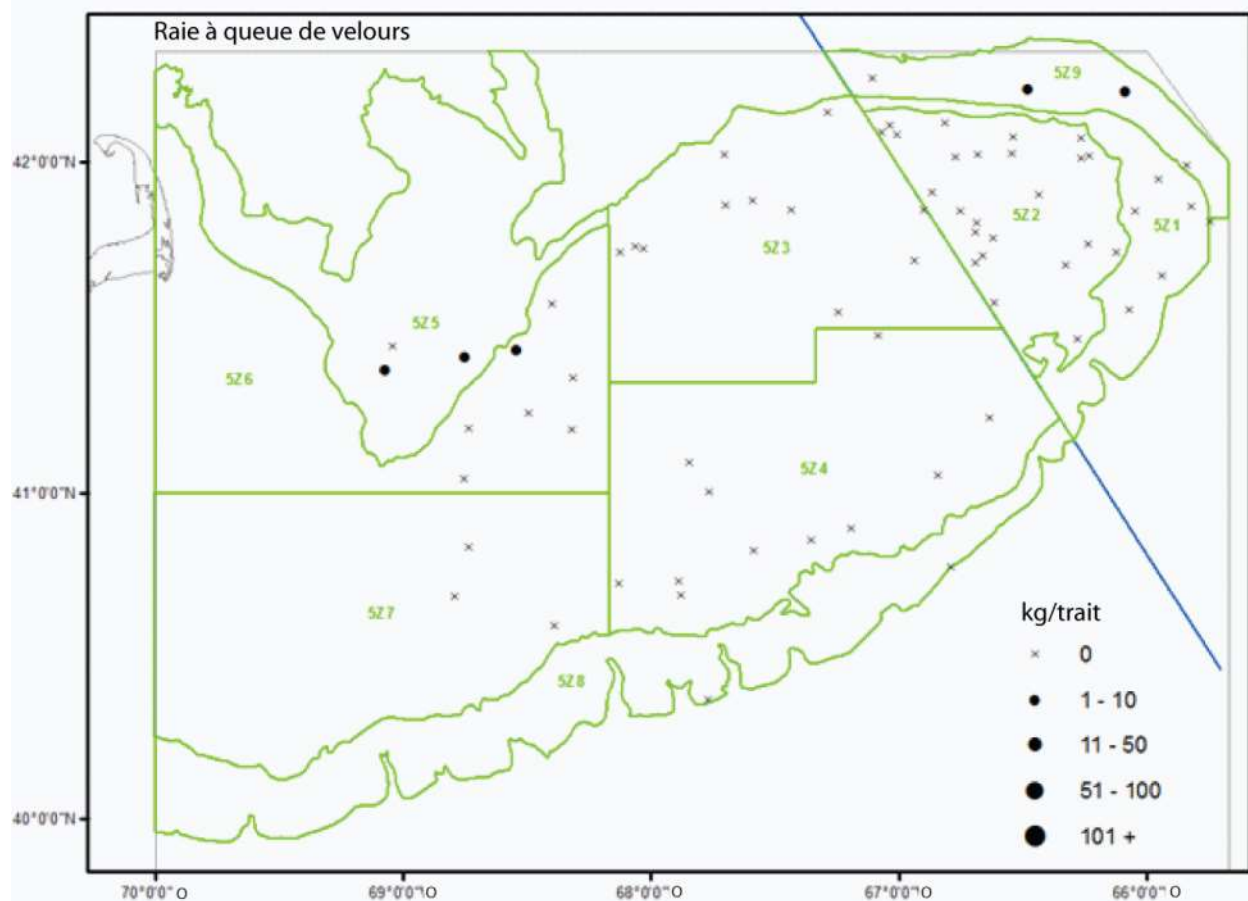 Raie à queue de velours
5Z9
42°0'0"N
5Z2
5Z1
5Z3
5Z5
5Z6
5Z4
41°0'0"N
5Z7
kg/trait
0
5Z8
1 - 10
11 - 50
51 - 100
40°0'0"N
101 +
70°0'0" O
69°0'0"O
68°0'0"O
67°0'0"O
66°0'0"O